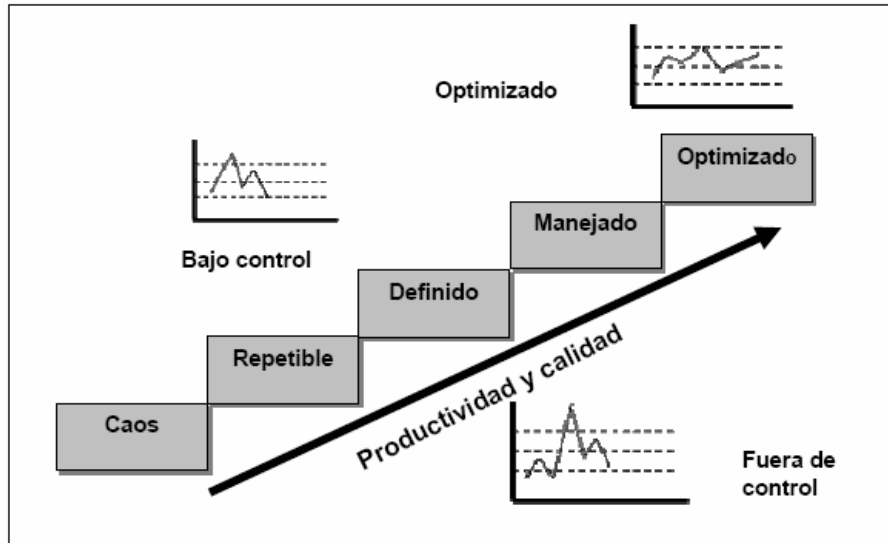 Optimizado
Optimizado
Manejado
Bajo control
Definido
Repetible
Caos
Productividad y calidad
Fuera de
control